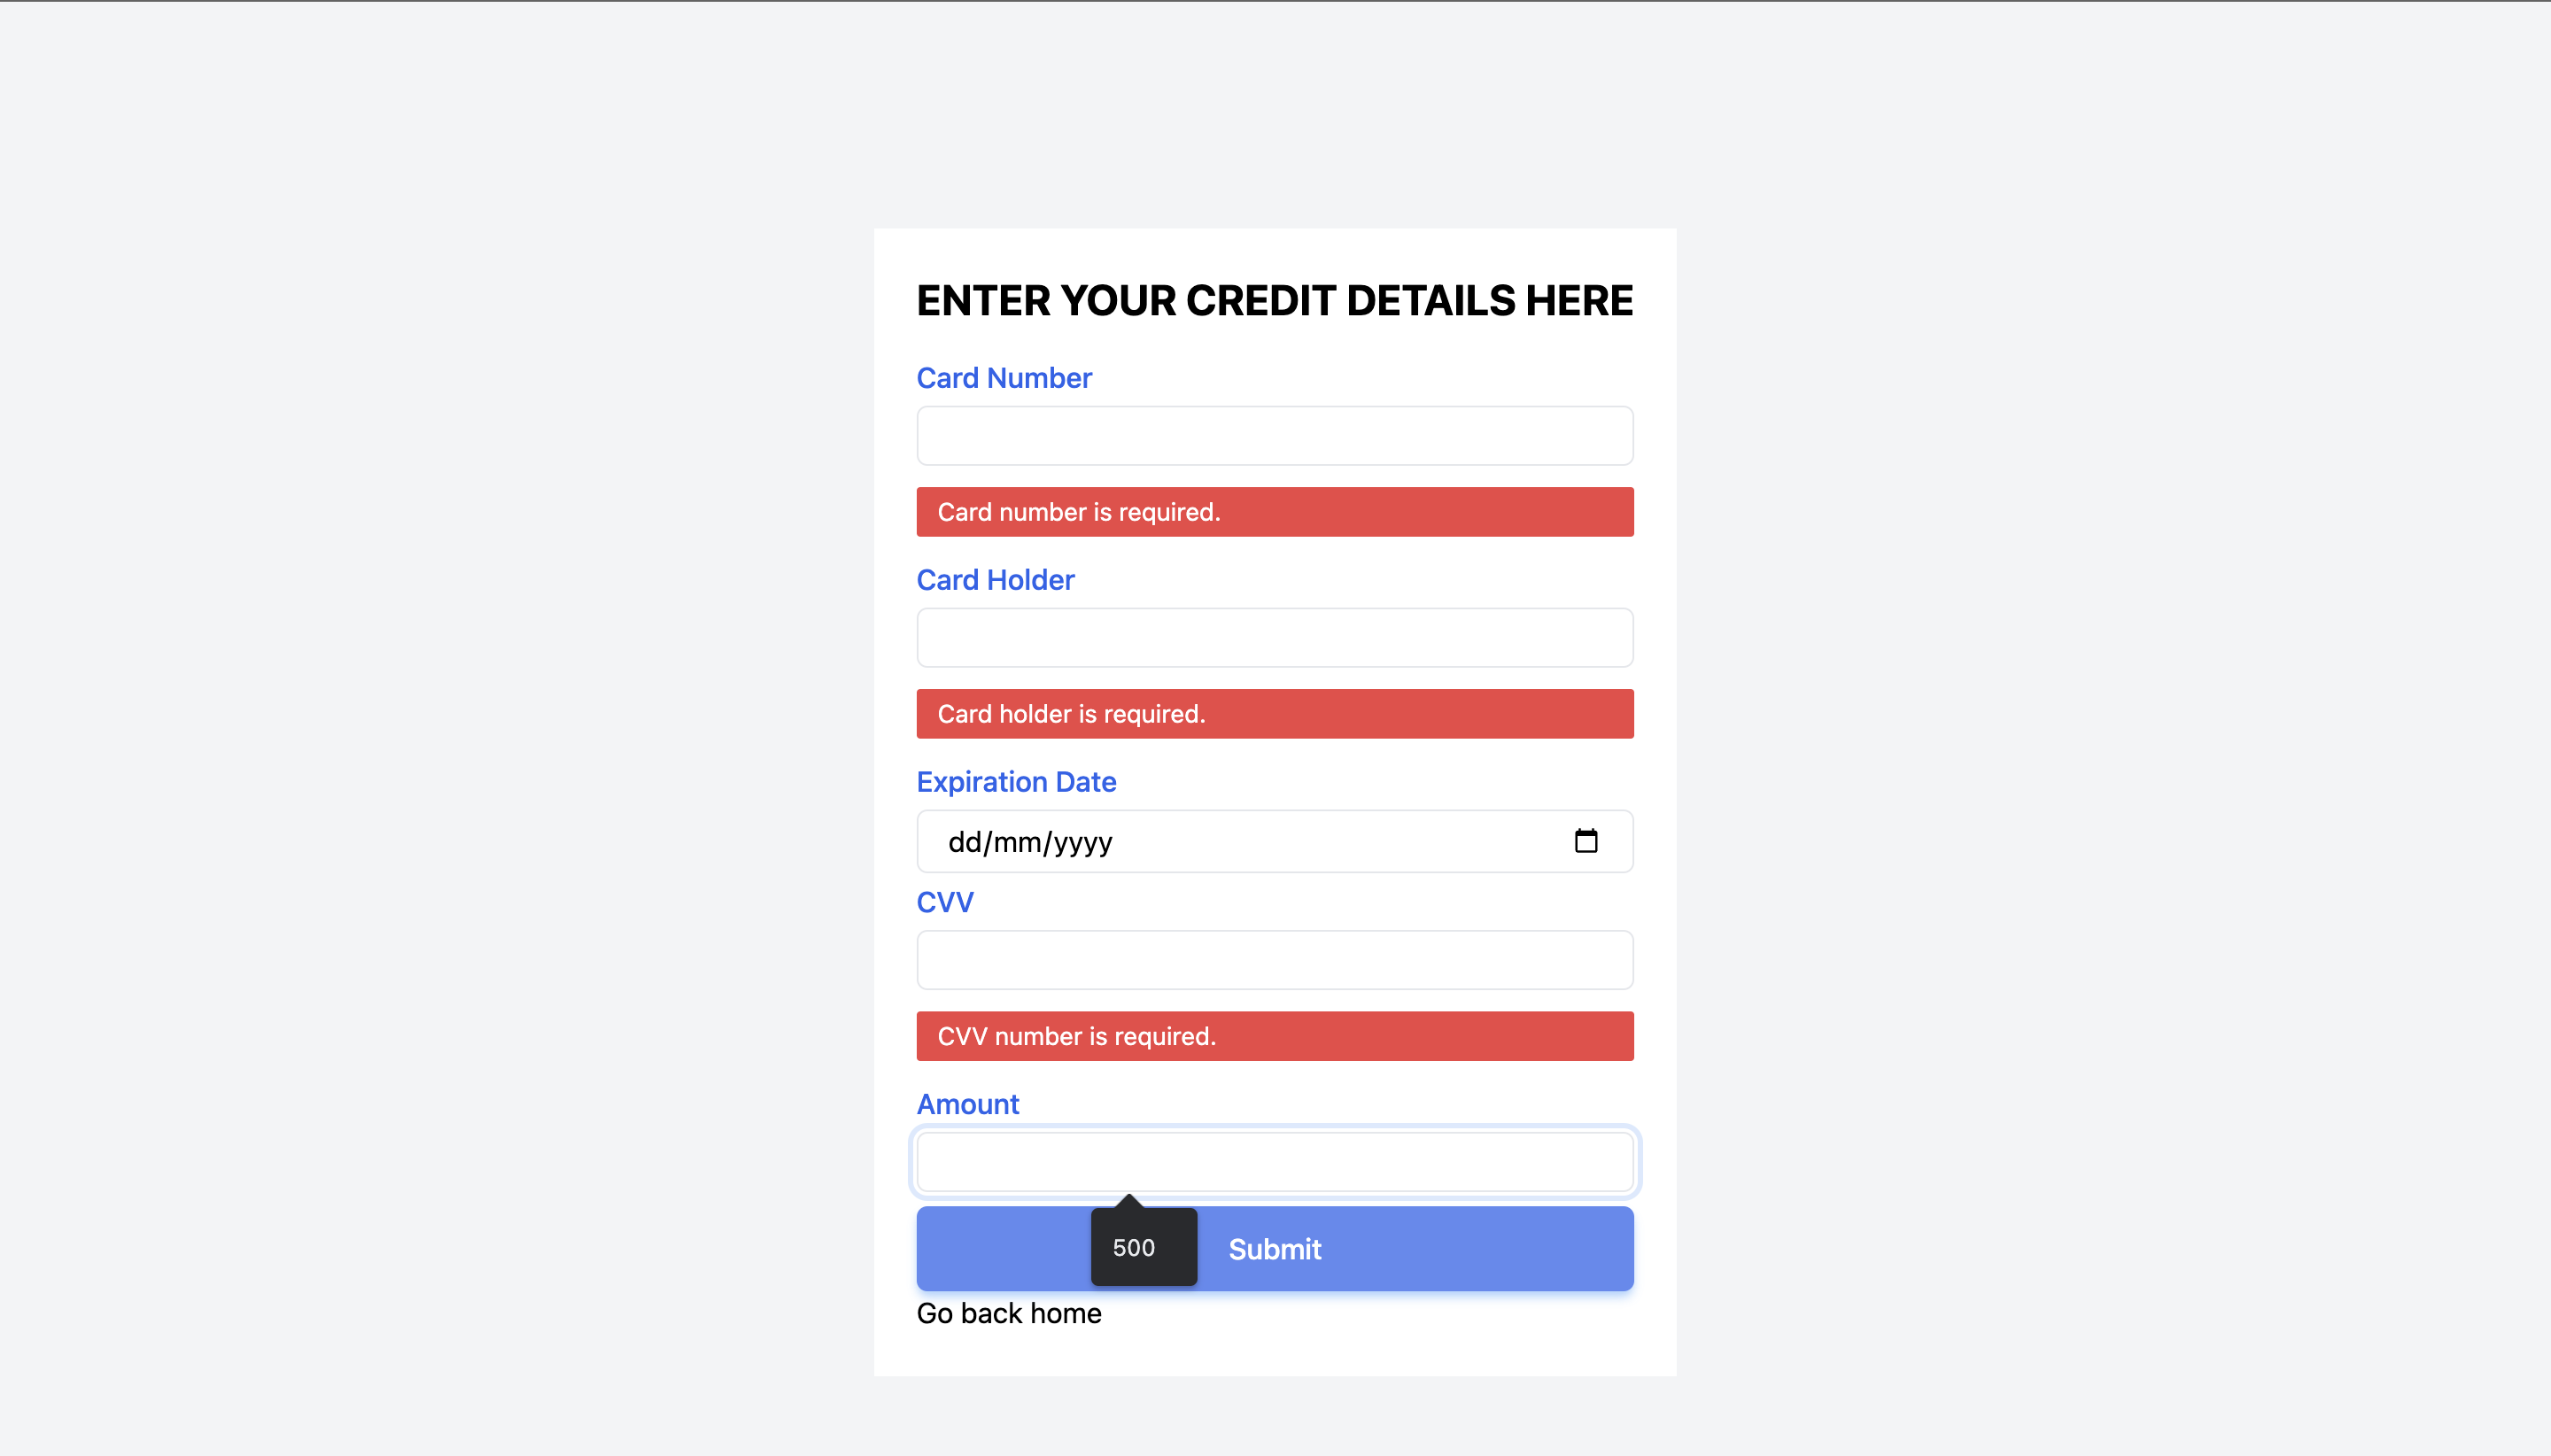 ENTER YOUR CREDIT DETAILS HERE
Card Number
Card number is required.
Card Holder
Card holder is required.
Expiration Date
dd/mm/yyyy
CVV
CVV number is required.
Amount
500
Submit
Go back home